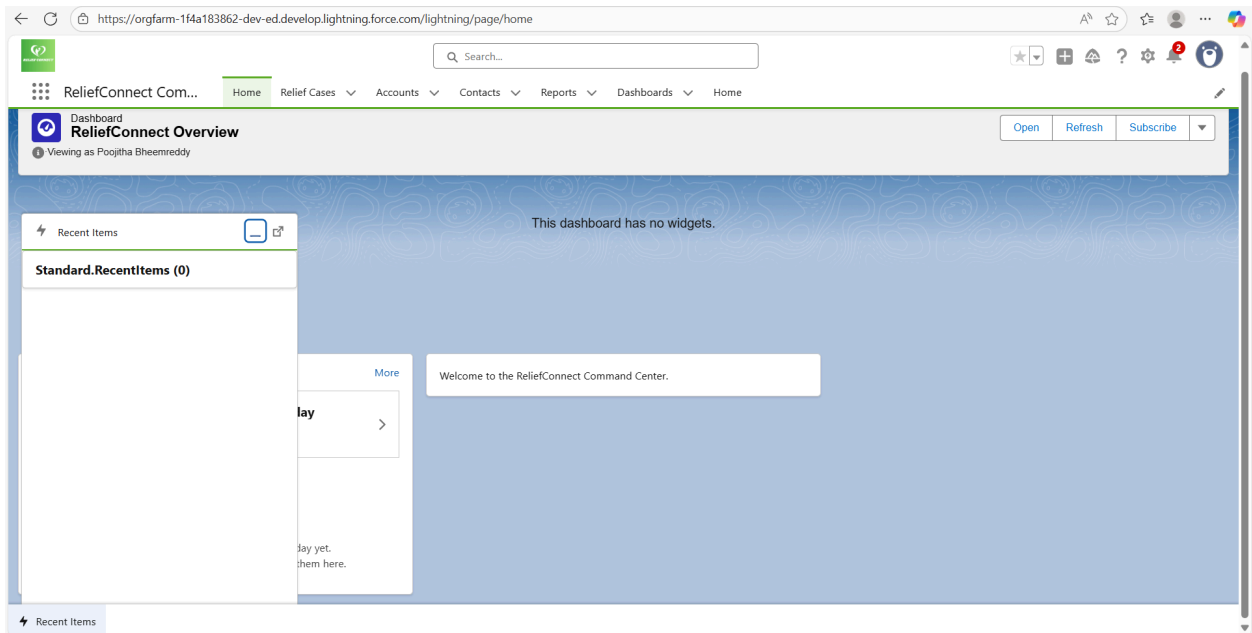 https://orgfarm-1f4a183862-dev-ed.develop.lightning.force.com/lightning/page/home
RELIEF CONNECT
Search...
2
ReliefConnect Com... Home Relief Cases Accounts Contacts Reports Dashboards Home
Dashboard
ReliefConnect Overview
Viewing as Poojitha Bheemreddy
Open Refresh Subscribe
This dashboard has no widgets.
Recent Items
Standard.RecentItems (0)
More
Welcome to the ReliefConnect Command Center.
lay
day yet.
them here.
Recent Items